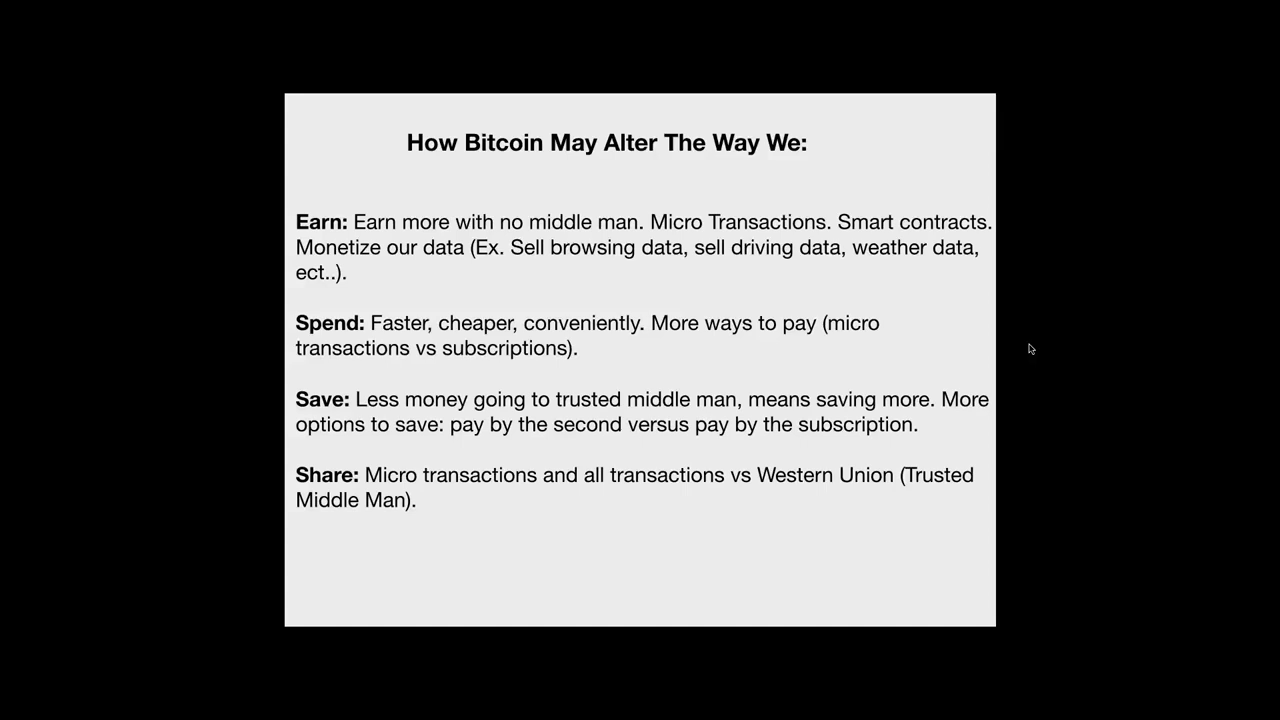 How Bitcoin May Alter The Way We:
Earn: Earn more with no middle man. Micro Transactions. Smart contracts.
Monetize our data (Ex. Sell browsing data, sell driving data, weather data,
ect..).
Spend: Faster, cheaper, conveniently. More ways to pay (micro
transactions vs subscriptions).
Save: Less money going to trusted middle man, means saving more. More
options to save: pay by the second versus pay by the subscription.
Share: Micro transactions and all transactions vs Western Union (Trusted
Middle Man).